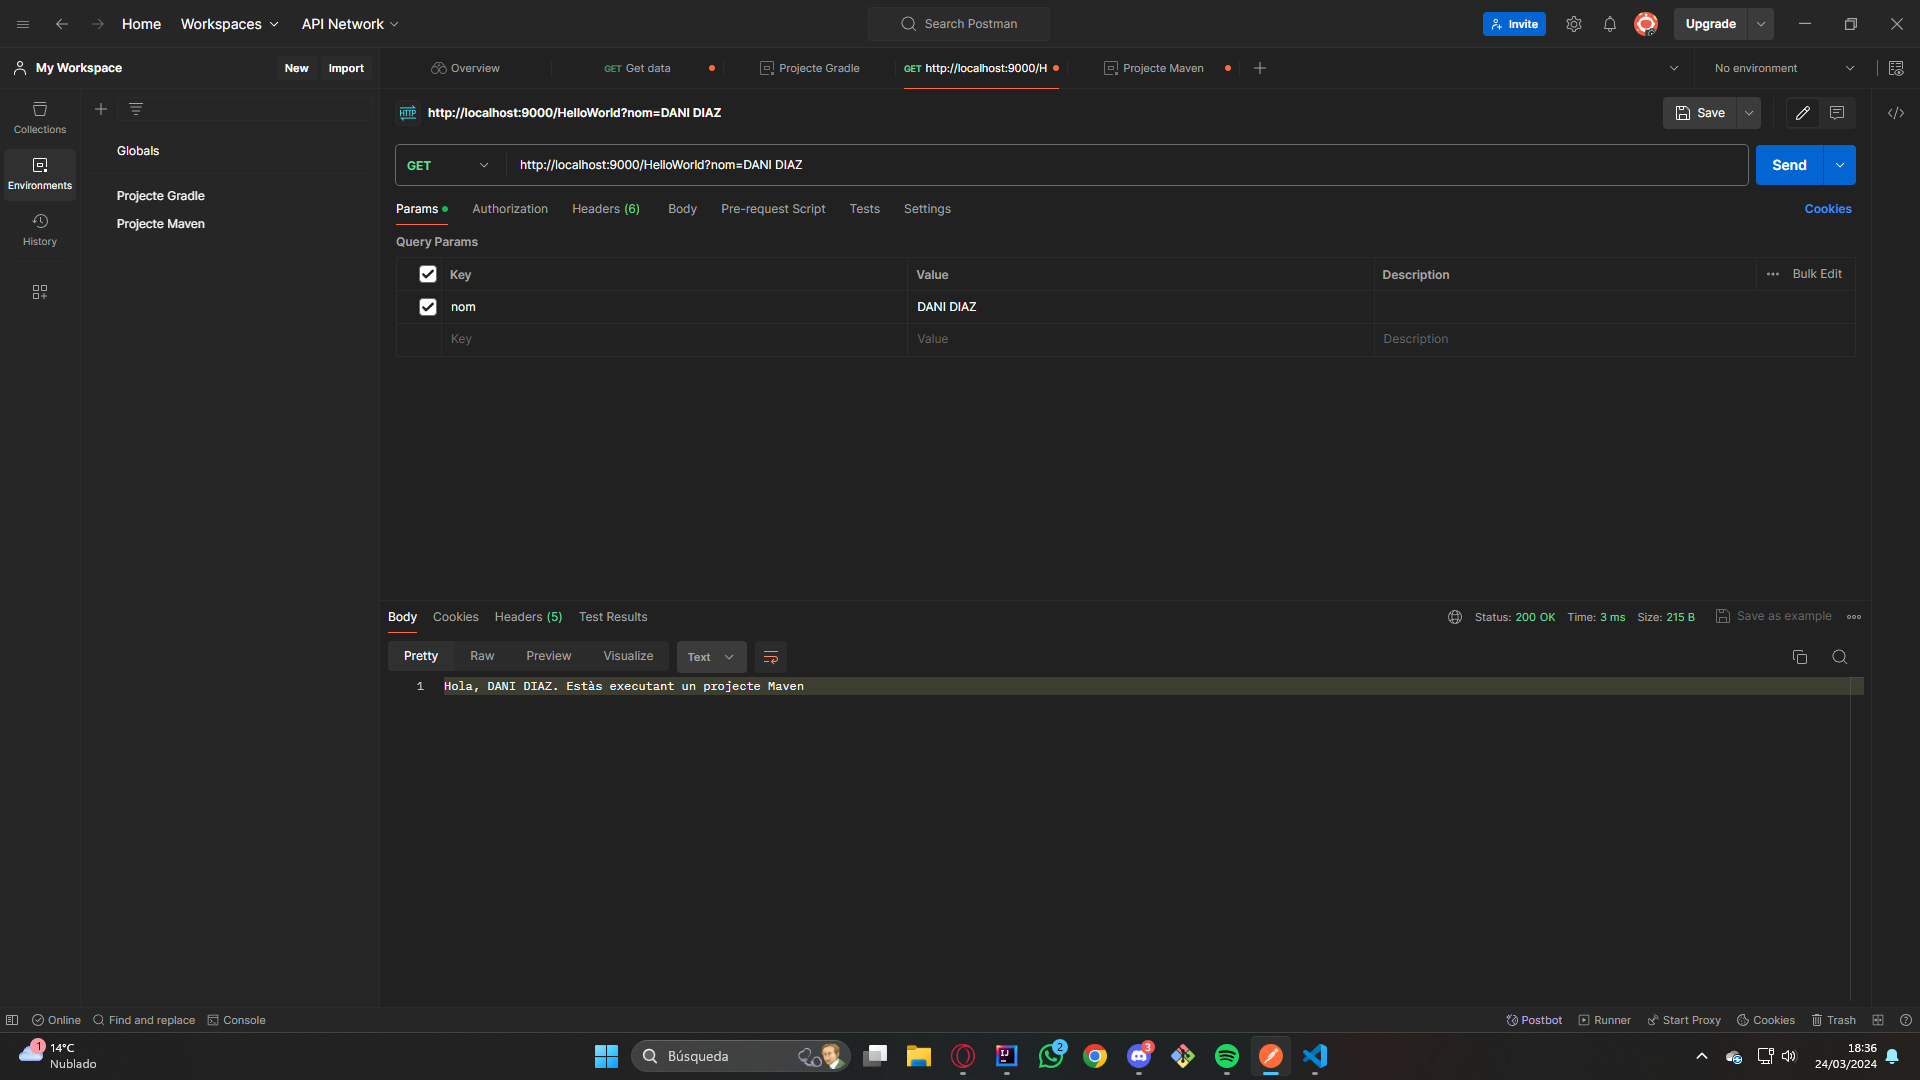 Home Workspaces API Network Search Postman Invite Upgrade
My Workspace New Import Overview GET Get data Projecte Gradle GET http://localhost:9000/H Projecte Maven No environment
Collections
Environments
History
Globals
Projecte Gradle
Projecte Maven
HTTP http://localhost:9000/HelloWorld?nom=DANI DIAZ Save
GET http://localhost:9000/HelloWorld?nom=DANI DIAZ Send
Params Authorization Headers (6) Body Pre-request Script Tests Settings Cookies
Query Params
Key Value Description Bulk Edit
nom DANI DIAZ
Key Value Description
Body Cookies Headers (5) Test Results Status: 200 OK Time: 3 ms Size: 215 B Save as example
Pretty Raw Preview Visualize Text
1 Hola, DANI DIAZ. Estàs executant un projecte Maven
Online Find and replace Console Postbot Runner Start Proxy Cookies Trash
1 14°C
Nublado
Búsqueda
IJ
2
3
18:36
24/03/2024